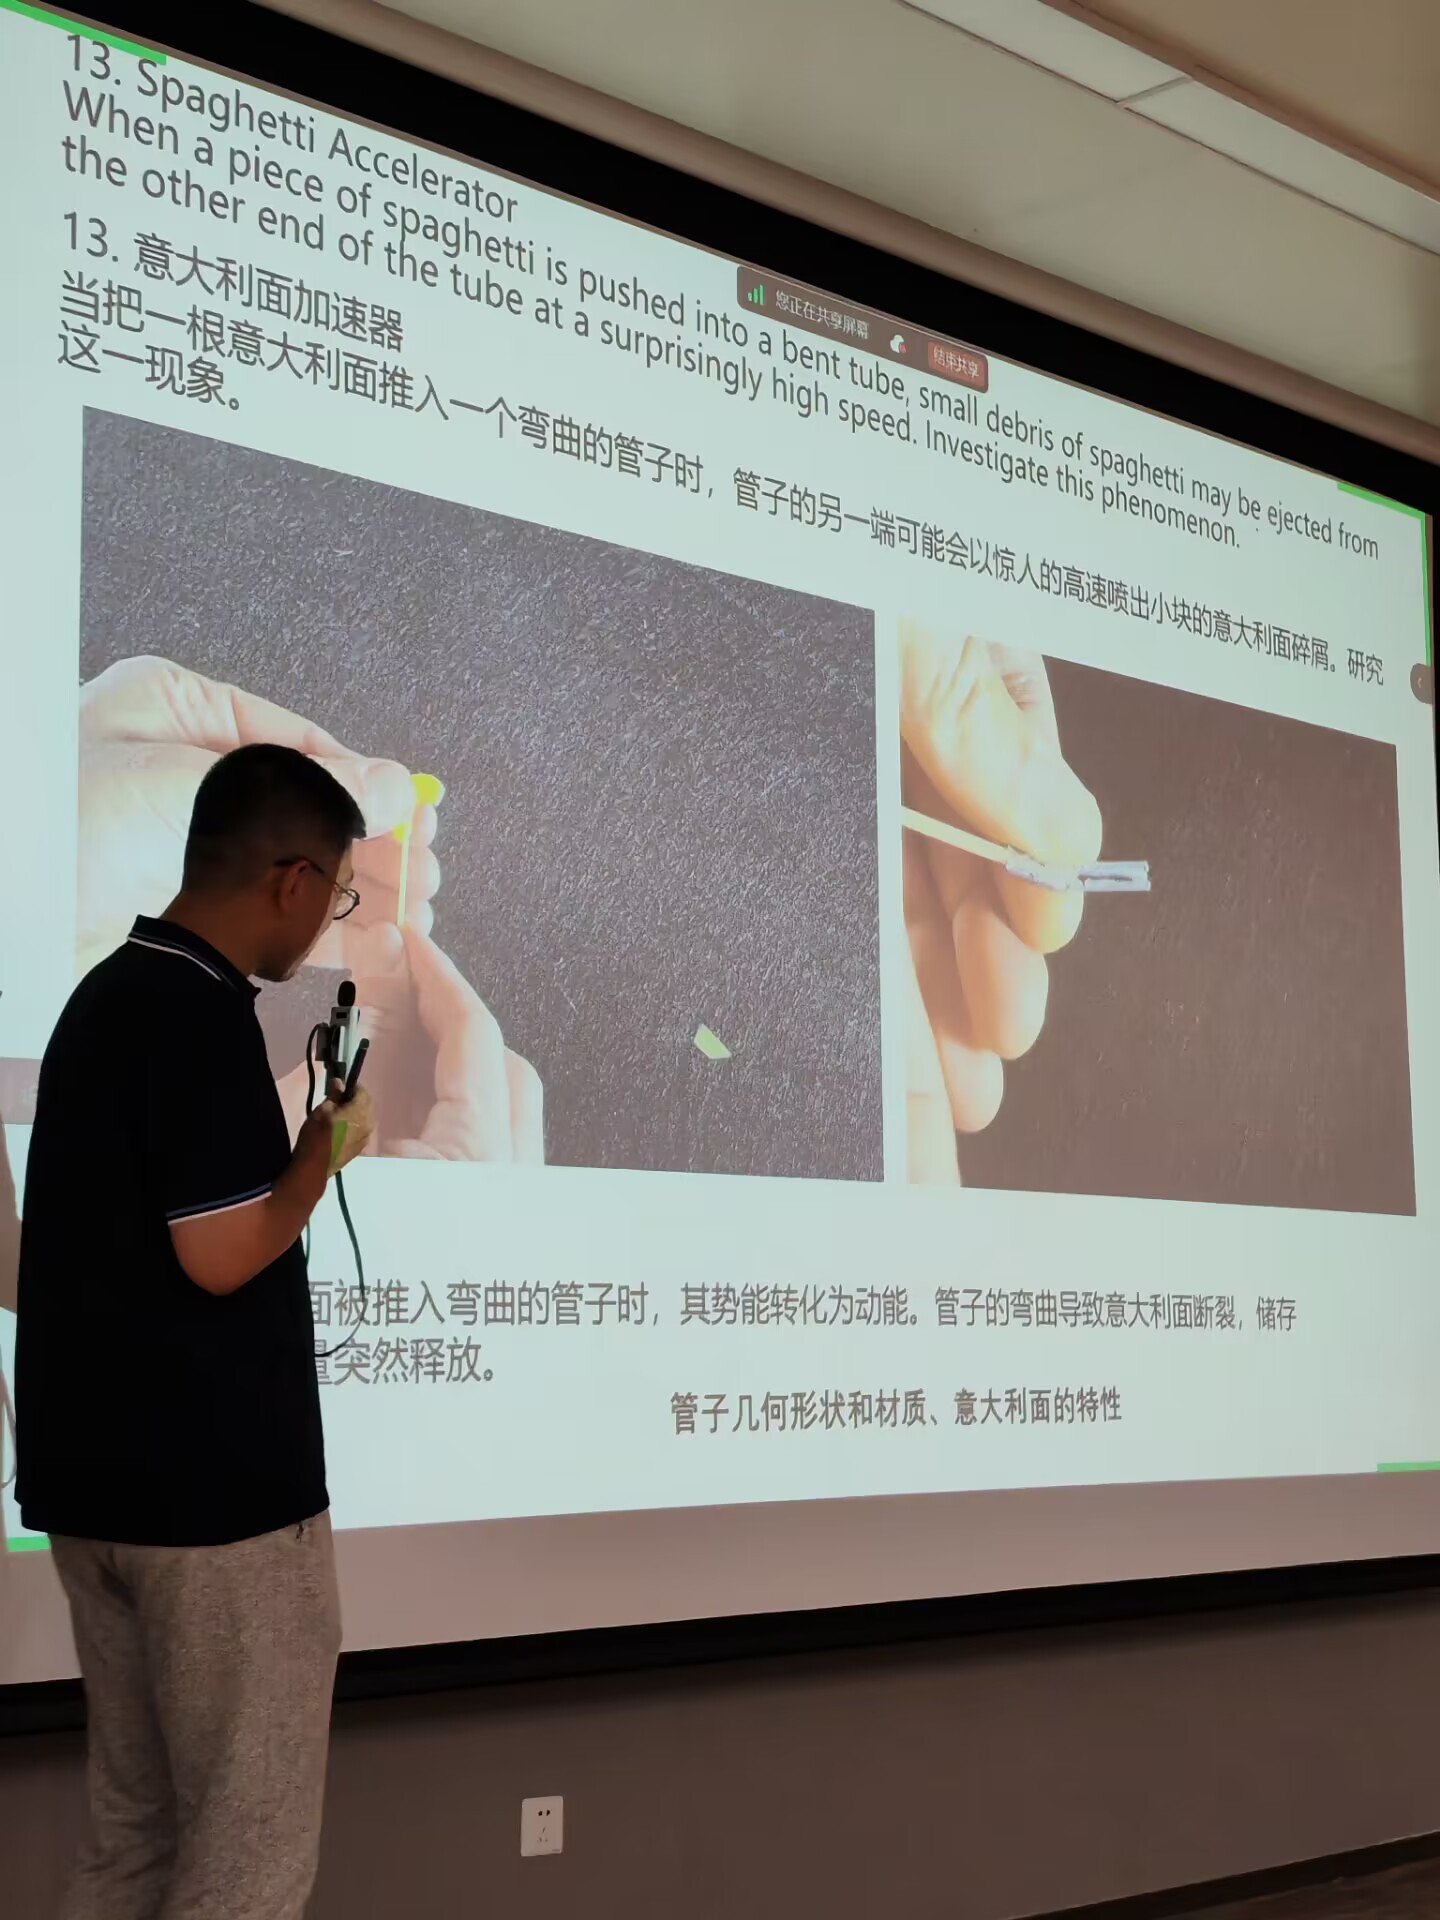 13. Spaghetti Accelerator
When a piece of spaghetti is pushed into a bent tube, small debris of spaghetti may be ejected from
the other end of the tube at a surprisingly high speed. Investigate this phenomenon.
13. 意大利面加速器
当把一根意大利面推入一个弯曲的管子时，管子的另一端可能会以惊人的高速喷出小块的意大利面碎屑。研究
这一现象。
您正在共享屏幕 结束共享
面被推入弯曲的管子时，其势能转化为动能。管子的弯曲导致意大利面断裂，储存
量突然释放。
管子几何形状和材质、意大利面的特性